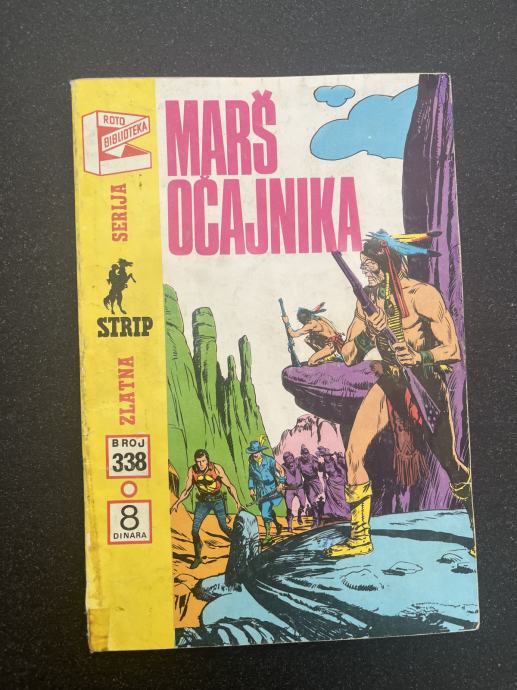 ROTO
BIBLIOTEKA
MARŠ
OČAJNIKA
ZLATNA SERIJA
STRIP
BROJ
338
8
DINARA